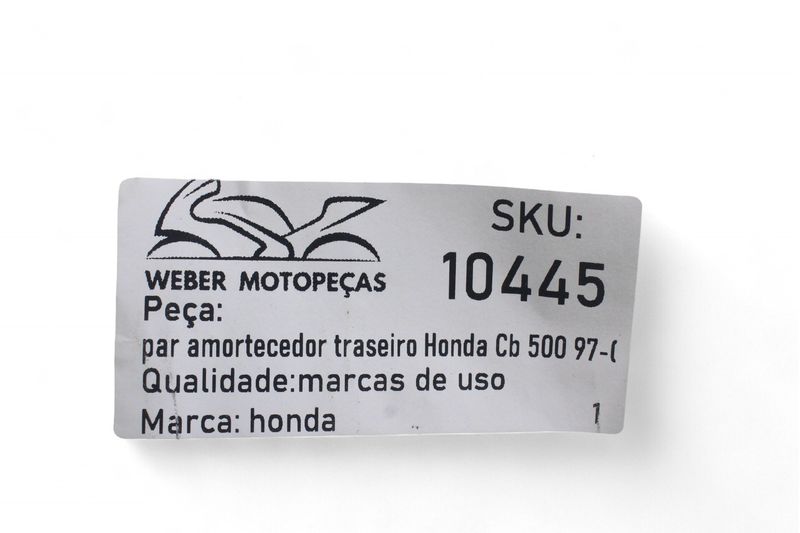 WEBER MOTOPEÇAS
SKU:
10445
Peça:
par amortecedor traseiro Honda Cb 500 97-(
Qualidade:marcas de uso
Marca: honda
1